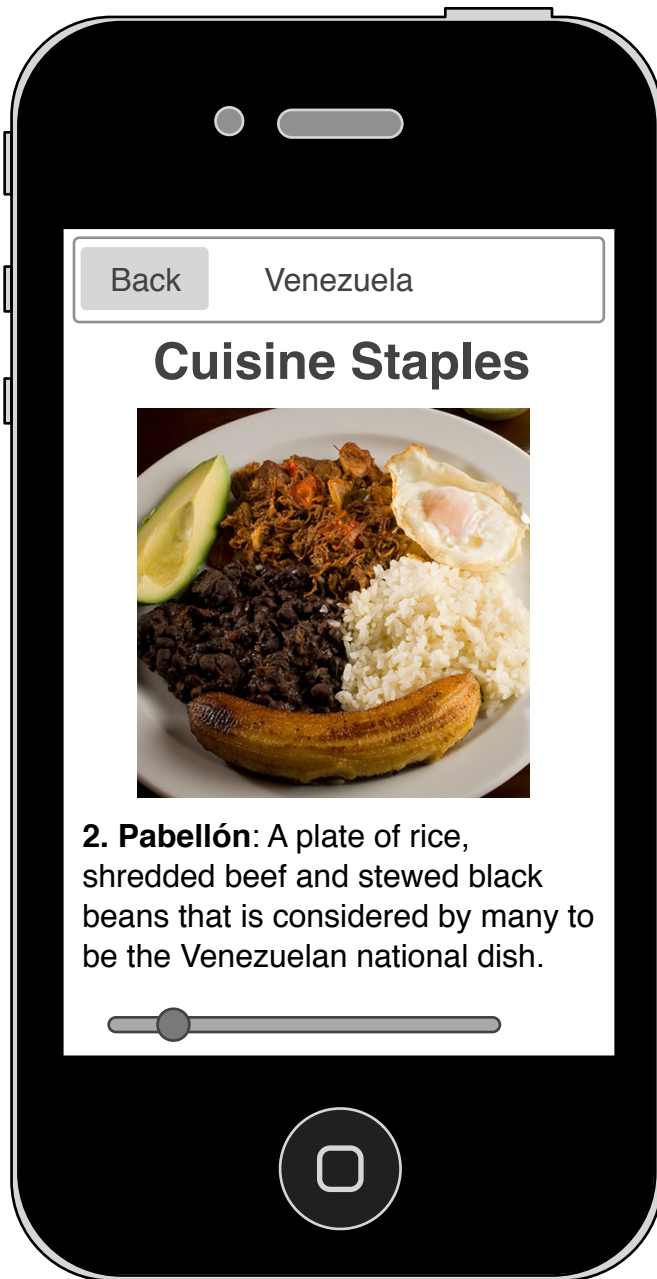 Back Venezuela
Cuisine Staples
2. Pabellón: A plate of rice,
shredded beef and stewed black
beans that is considered by many to
be the Venezuelan national dish.